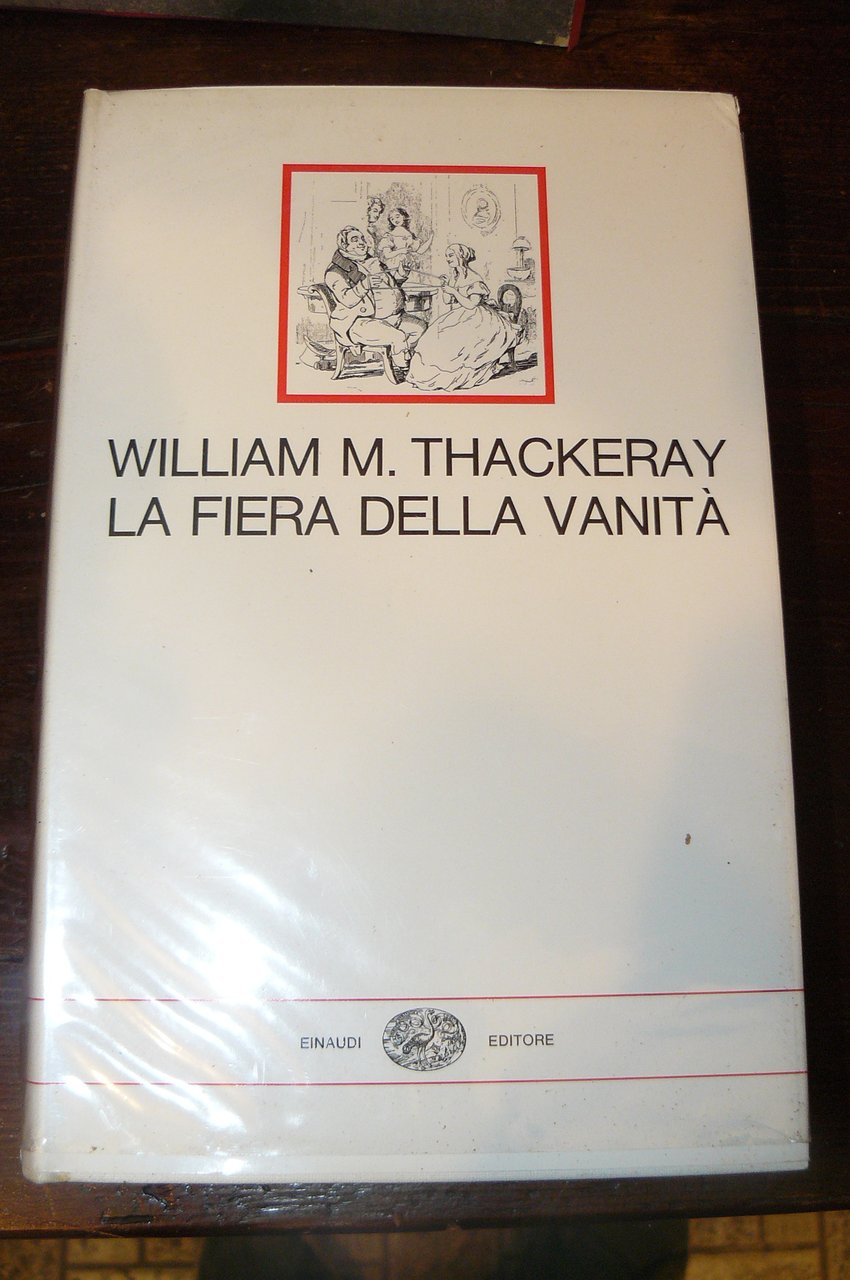 WILLIAM M. THACKERAY
LA FIERA DELLA VANITÀ
EINAUDI EDITORE